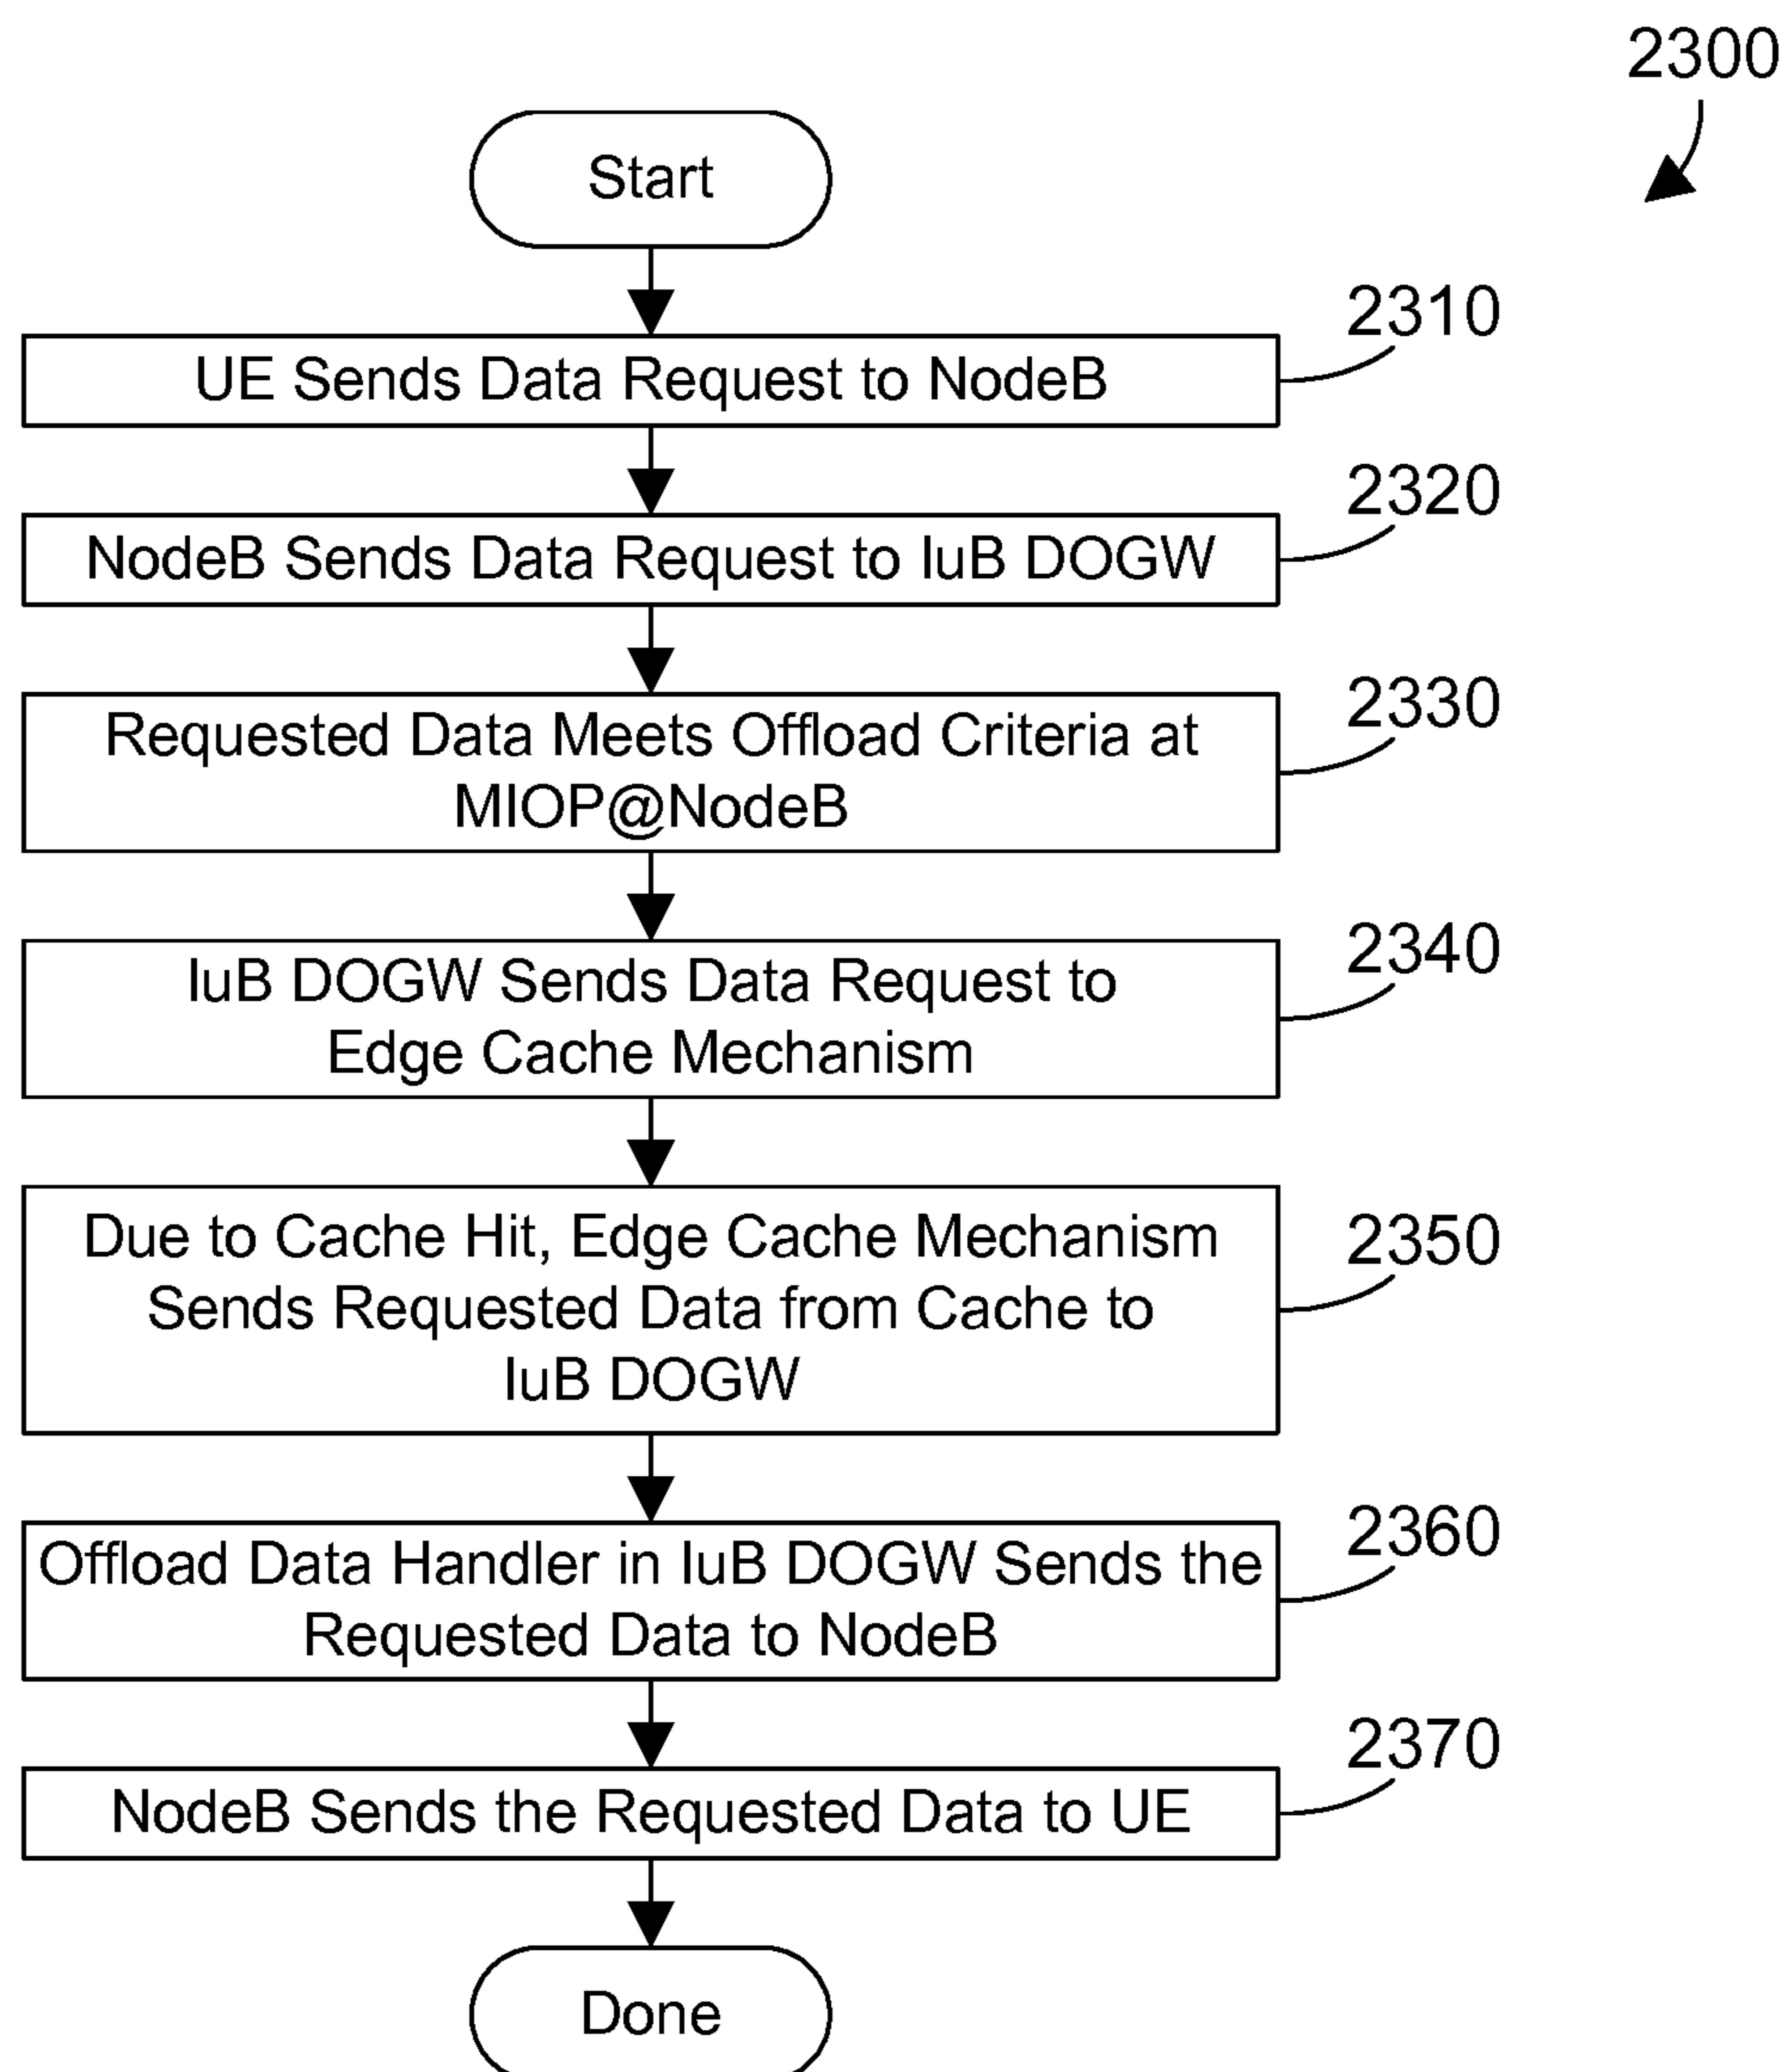 2300
Start
2310
UE Sends Data Request to NodeB
2320
NodeB Sends Data Request to IuB DOGW
2330
Requested Data Meets Offload Criteria at
MIOP@NodeB
2340
IuB DOGW Sends Data Request to
Edge Cache Mechanism
2350
Due to Cache Hit, Edge Cache Mechanism
Sends Requested Data from Cache to
IuB DOGW
2360
Offload Data Handler in IuB DOGW Sends the
Requested Data to NodeB
2370
NodeB Sends the Requested Data to UE
Done